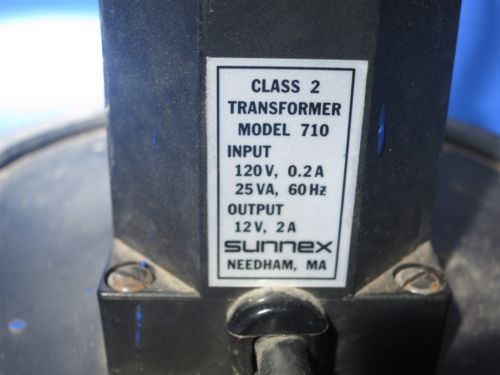 CLASS 2
TRANSFORMER
MODEL 710
INPUT
120V, 0.2A
25VA, 60Hz
OUTPUT
12V, 2A
sunnex
NEEDHAM, MA